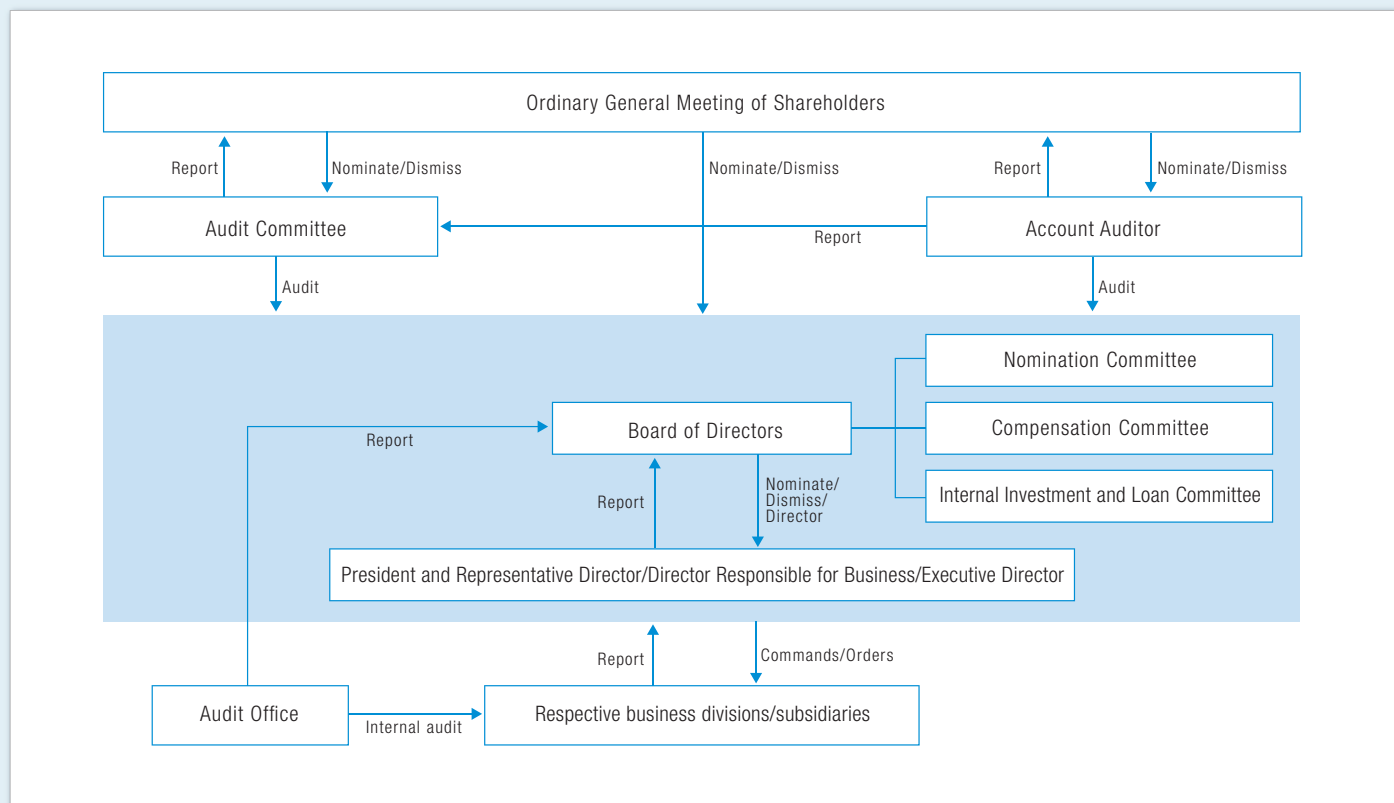 Ordinary General Meeting of Shareholders
Report
Nominate/Dismiss
Nominate/Dismiss
Report
Nominate/Dismiss
Audit Committee
Report
Account Auditor
Audit
Audit
Nomination Committee
Report
Board of Directors
Compensation Committee
Report
Nominate/
Dismiss/
Director
Internal Investment and Loan Committee
President and Representative Director/Director Responsible for Business/Executive Director
Report
Commands/Orders
Audit Office
Internal audit
Respective business divisions/subsidiaries